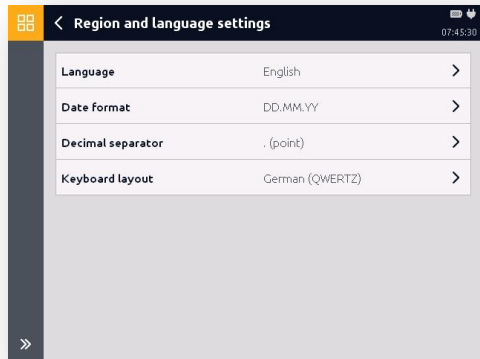 Region and language settings
07:45:30
Language English
Date format DD.MM.YY
Decimal separator . (point)
Keyboard layout German (QWERTZ)